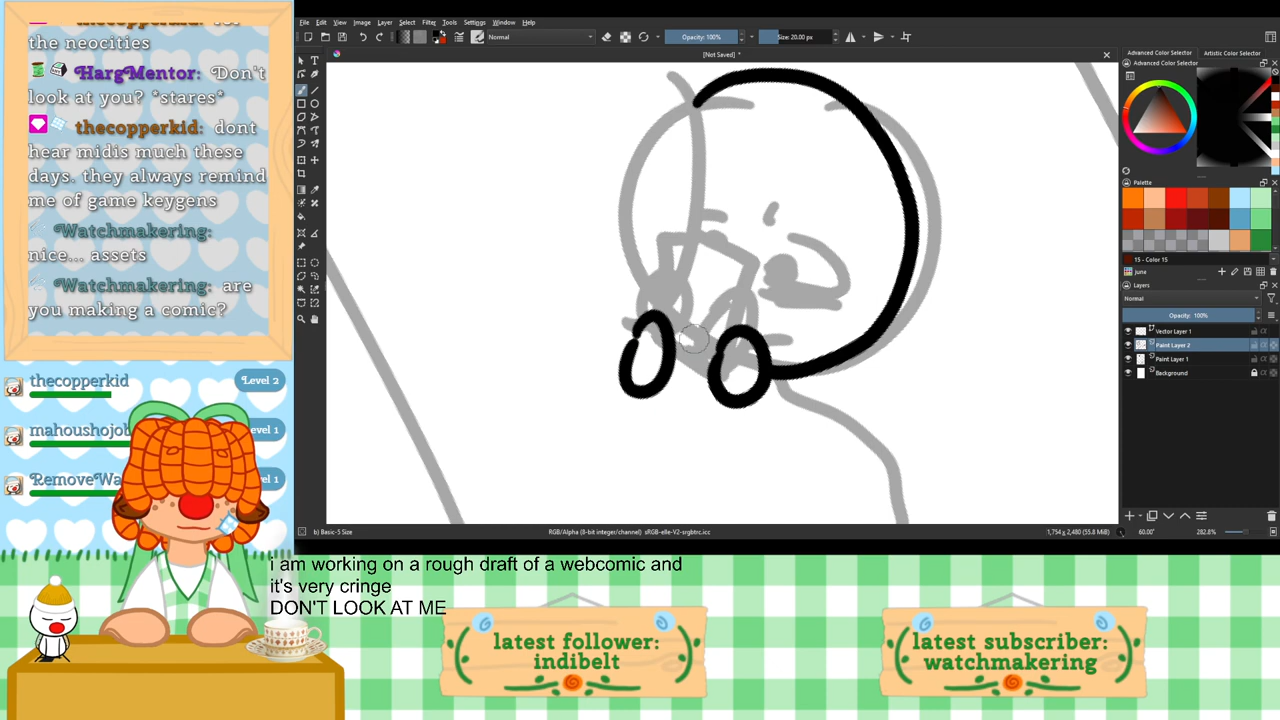 the neocities
HargMentor: Don't
look at you? *stares*
thecopperkid: dont
hear midis much these
days. they always remind
me of game keygens
Watchmakering:
nice... assets
Watchmakering: are
you making a comic?
thecopperkid
Level 2
mahoushojo
evel 1
RemoveWa
vel 1
i am working on a rough draft of a webcomic and
it's very cringe
DON'T LOOK AT ME
latest follower:
indibelt
latest subscriber:
watchmakering
File Edit View Image Layer Select Filter Tools Settings Window Help
Normal
Opacity: 100%
Size: 20.00 px
[Not Saved] *
Advanced Color Selector
Artistic Color Selector
Advanced Color Selector
Palette
15 - Color 15
june
Layers
Normal
Opacity: 100%
Vector Layer 1
Paint Layer 2
Paint Layer 1
Background
b) Basic-5 Size
RGB/Alpha (8-bit integer/channel) sRGB-elle-V2-srgbtrc.icc
1,754 x 2,480 (55.8 MiB)
60.00°
282.8%